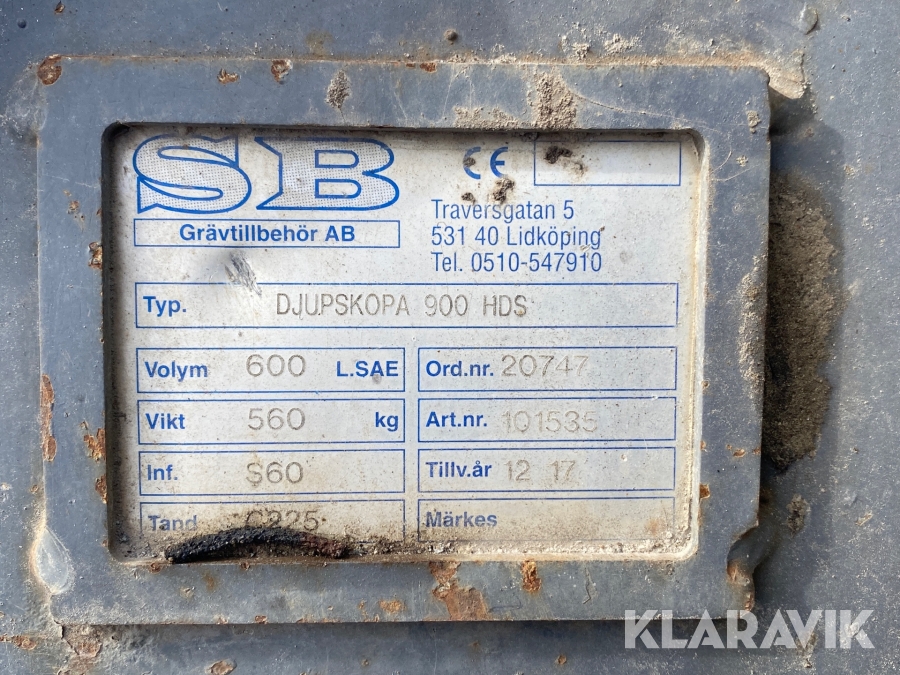 KLARAVIK
SB
Grävtillbehör AB
CE
Traversgatan 5
531 40 Lidköping
Tel. 0510-547910
Typ. DJUPSKOPA 900 HDS
Volym 600 L.SAE
Ord.nr. 20747
Vikt 560 kg
Art.nr. 101535
Inf. S60
Tillv.år 12 17
Tand C225
Märkes
KLARAVIK